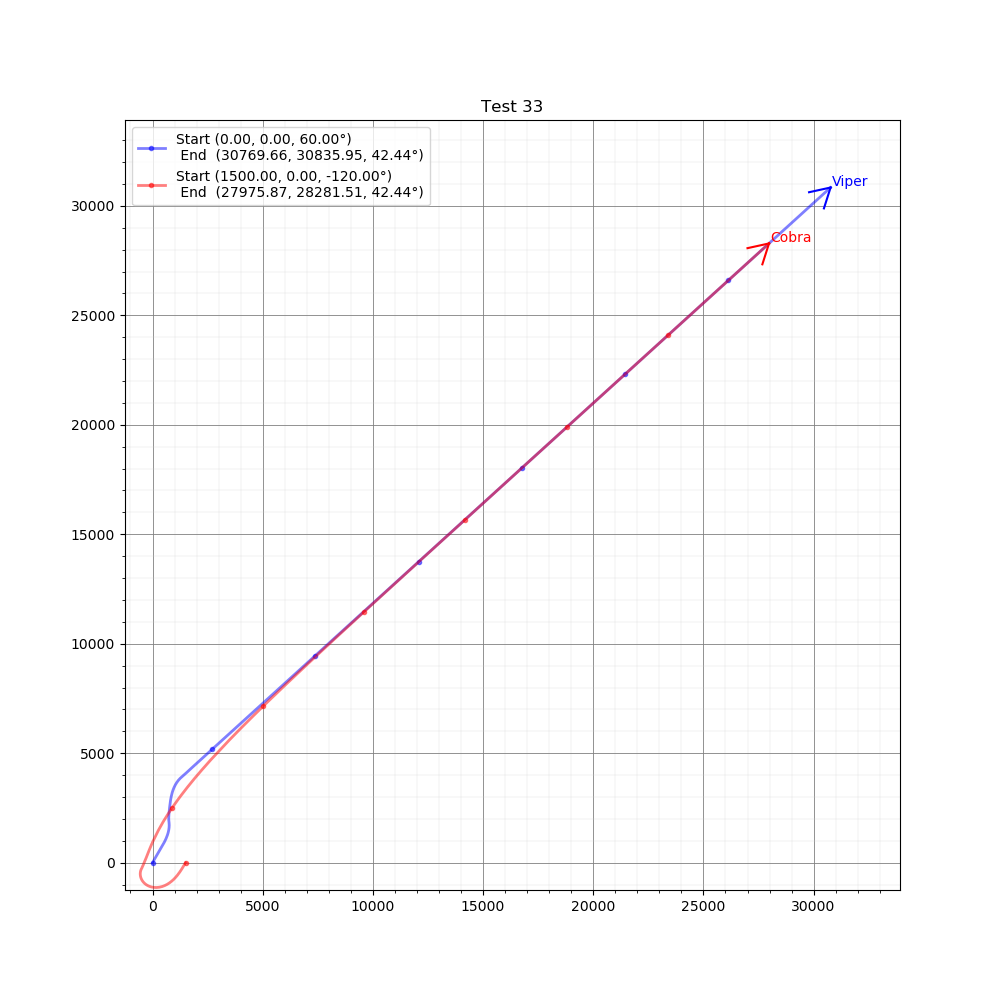 Test 33
Start (0.00, 0.00, 60.00°)
End  (30769.66, 30835.95, 42.44°)
Start (1500.00, 0.00, -120.00°)
End  (27975.87, 28281.51, 42.44°)
Viper
Cobra
30000
25000
20000
15000
10000
5000
0
0 5000 10000 15000 20000 25000 30000